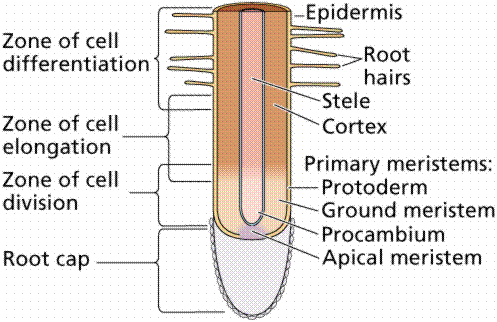 Zone of cell
differentiation
Zone of cell
elongation
Zone of cell
division
Root cap
Epidermis
Root
hairs
Stele
Cortex
Primary meristems:
Protoderm
Ground meristem
Procambium
Apical meristem